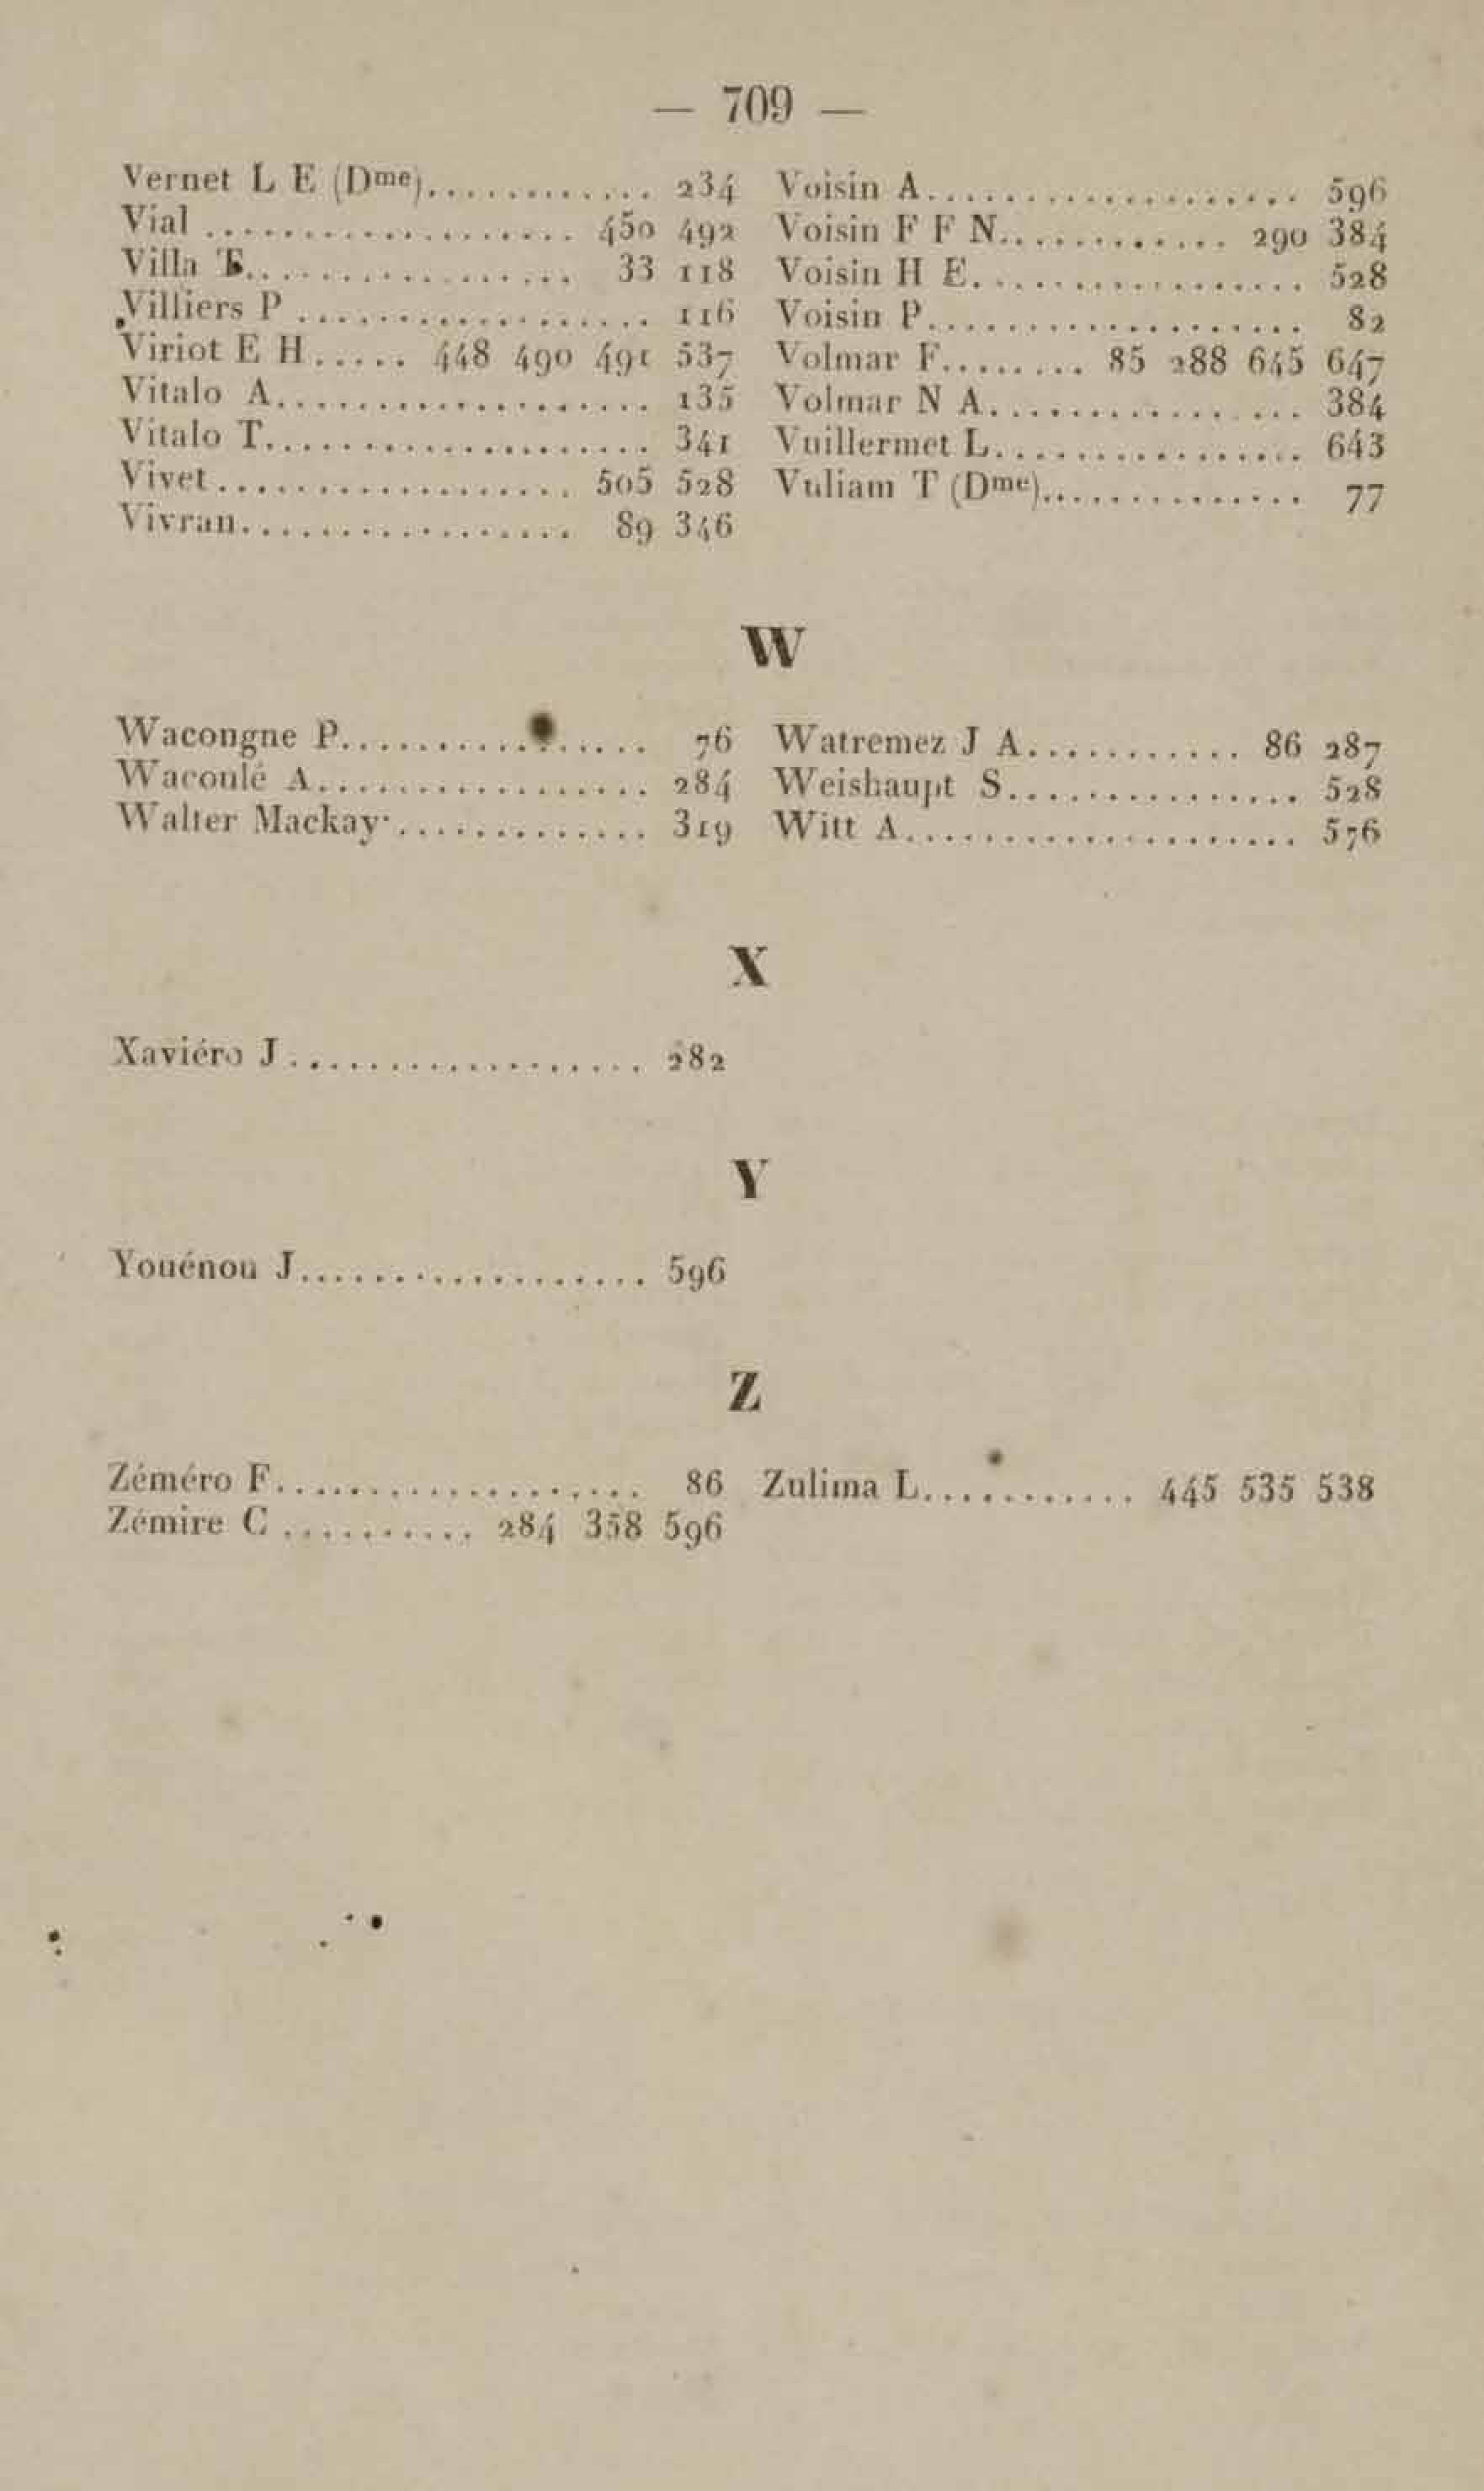 — 709 —
Vernet L E (Dme)............ 234
Vial ................... 450 492
Villa T................. 33 118
Villiers P .................. 116
Viriot E H..... 448 490 491 537
Vitalo A................... 135
Vitalo T.................... 341
Vivet.................. 505 528
Vivran................. 89 346
Voisin A................... 596
Voisin F F N............ 290 384
Voisin H E................. 528
Voisin P................... 82
Volmar F........ 85 288 645 647
Volmar N A................ 384
Vuillermet L................ 643
Vuliam T (Dme).............. 77
W
Wacongne P................ 76
Waconlé A................. 284
Walter Mackay.............. 319
Watremez J A........... 86 287
Weishaupt S............... 528
Witt A.................... 576
X
Xaviéro J.................. 282
Y
Youénou J.................. 596
Z
Zéméro F................... 86
Zémire C .......... 284 358 596
Zulima L........... 445 535 538